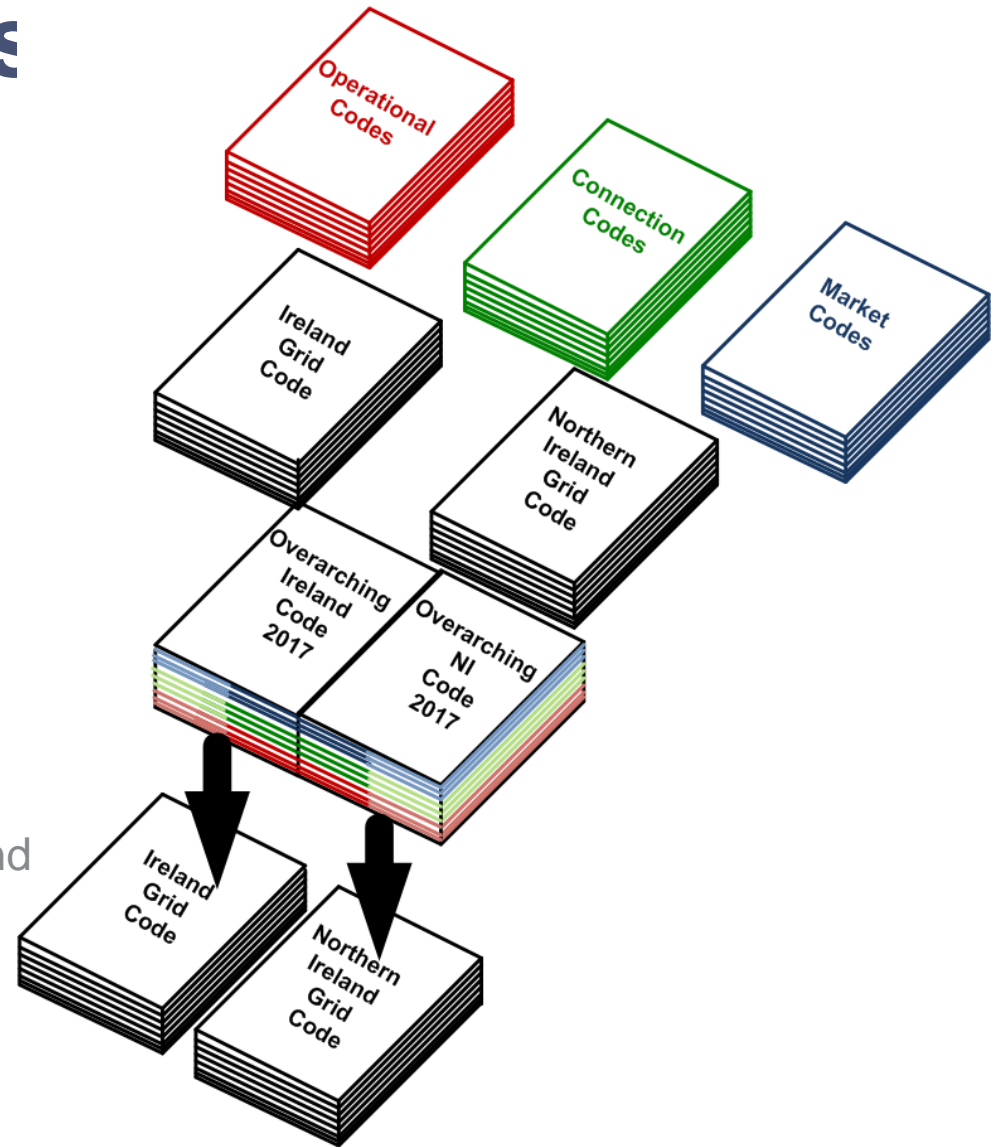 s
Operational
Codes
Connection
Codes
Market
Codes
Ireland
Grid
Code
Northern
Ireland
Grid
Code
Overarching
Ireland
Code
2017
Overarching
NI
Code
2017
nd
Ireland
Grid
Code
Northern
Ireland
Grid
Code